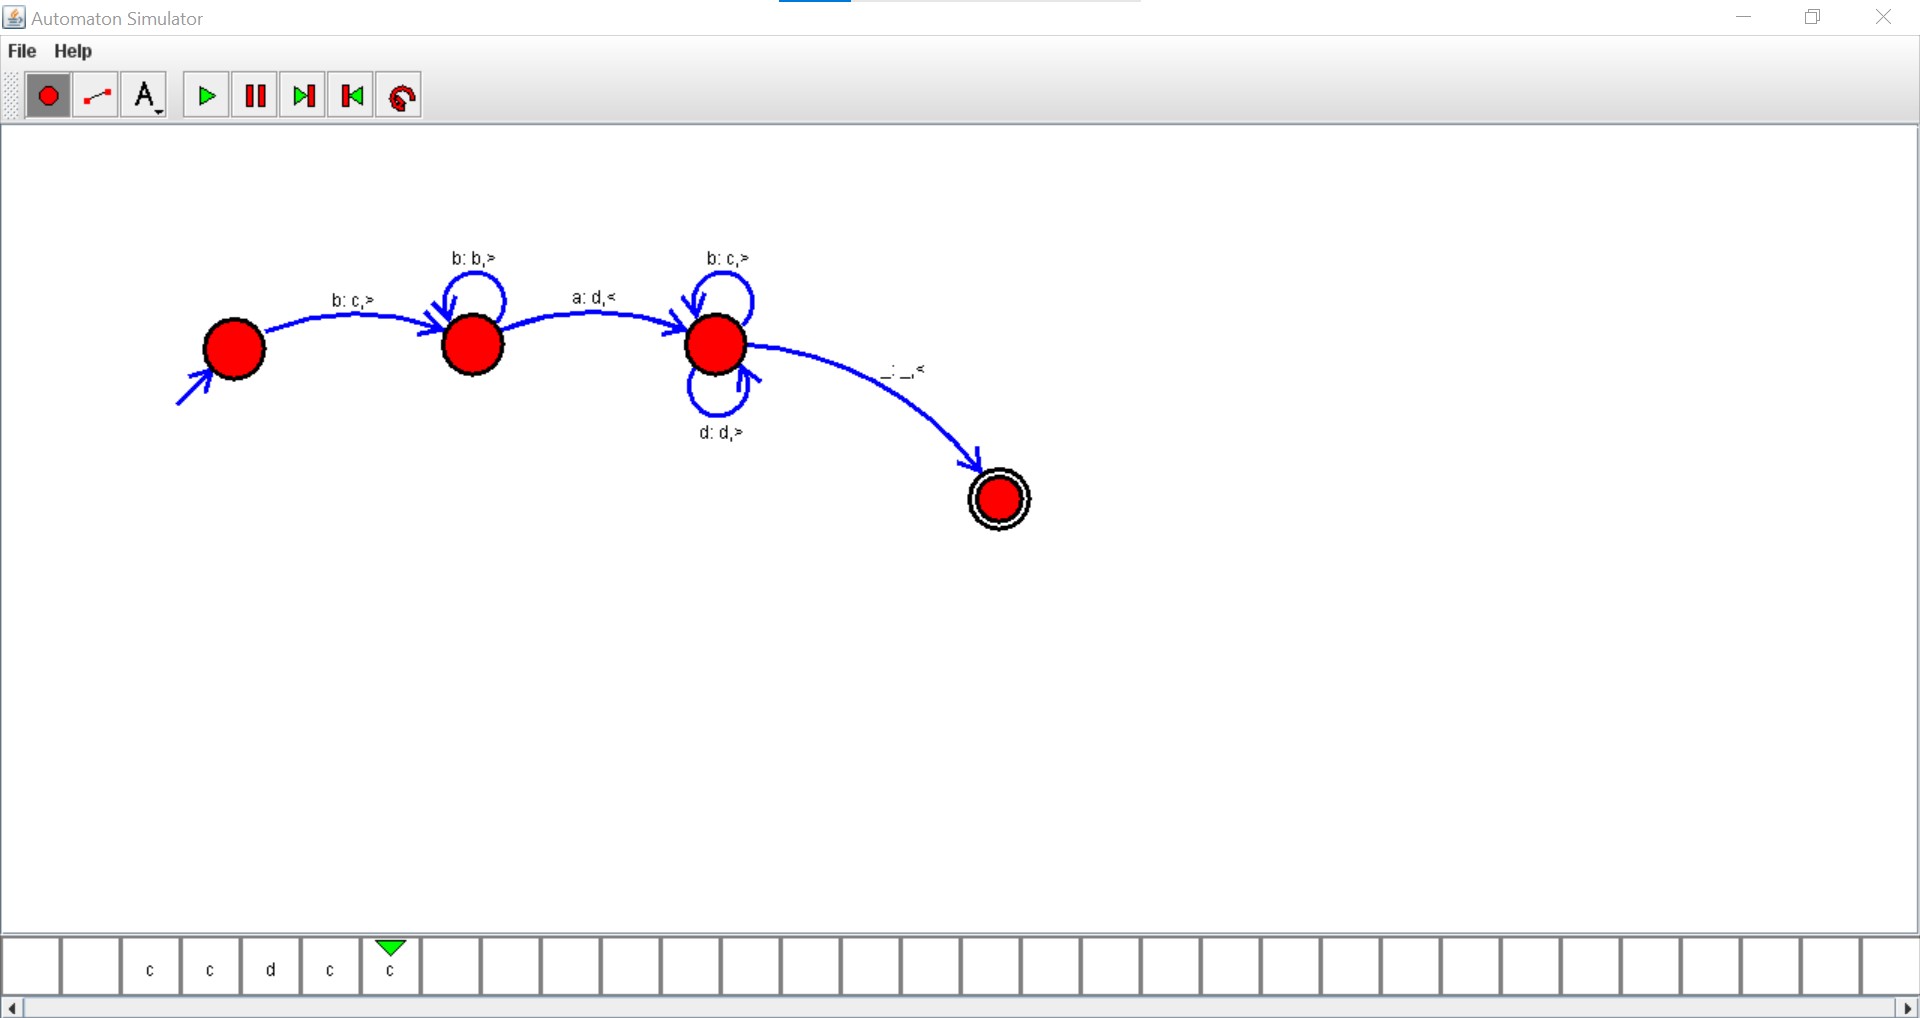 Automaton Simulator
File Help
A
b: b,>
b: c,>
b: c,>
a: d,<
_: _,<
d: d,>
c c d c c